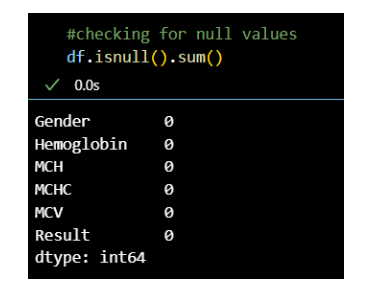 #checking for null values
df.isnull().sum()
✓ 0.0s
Gender 0
Hemoglobin 0
MCH 0
MCHC 0
MCV 0
Result 0
dtype: int64